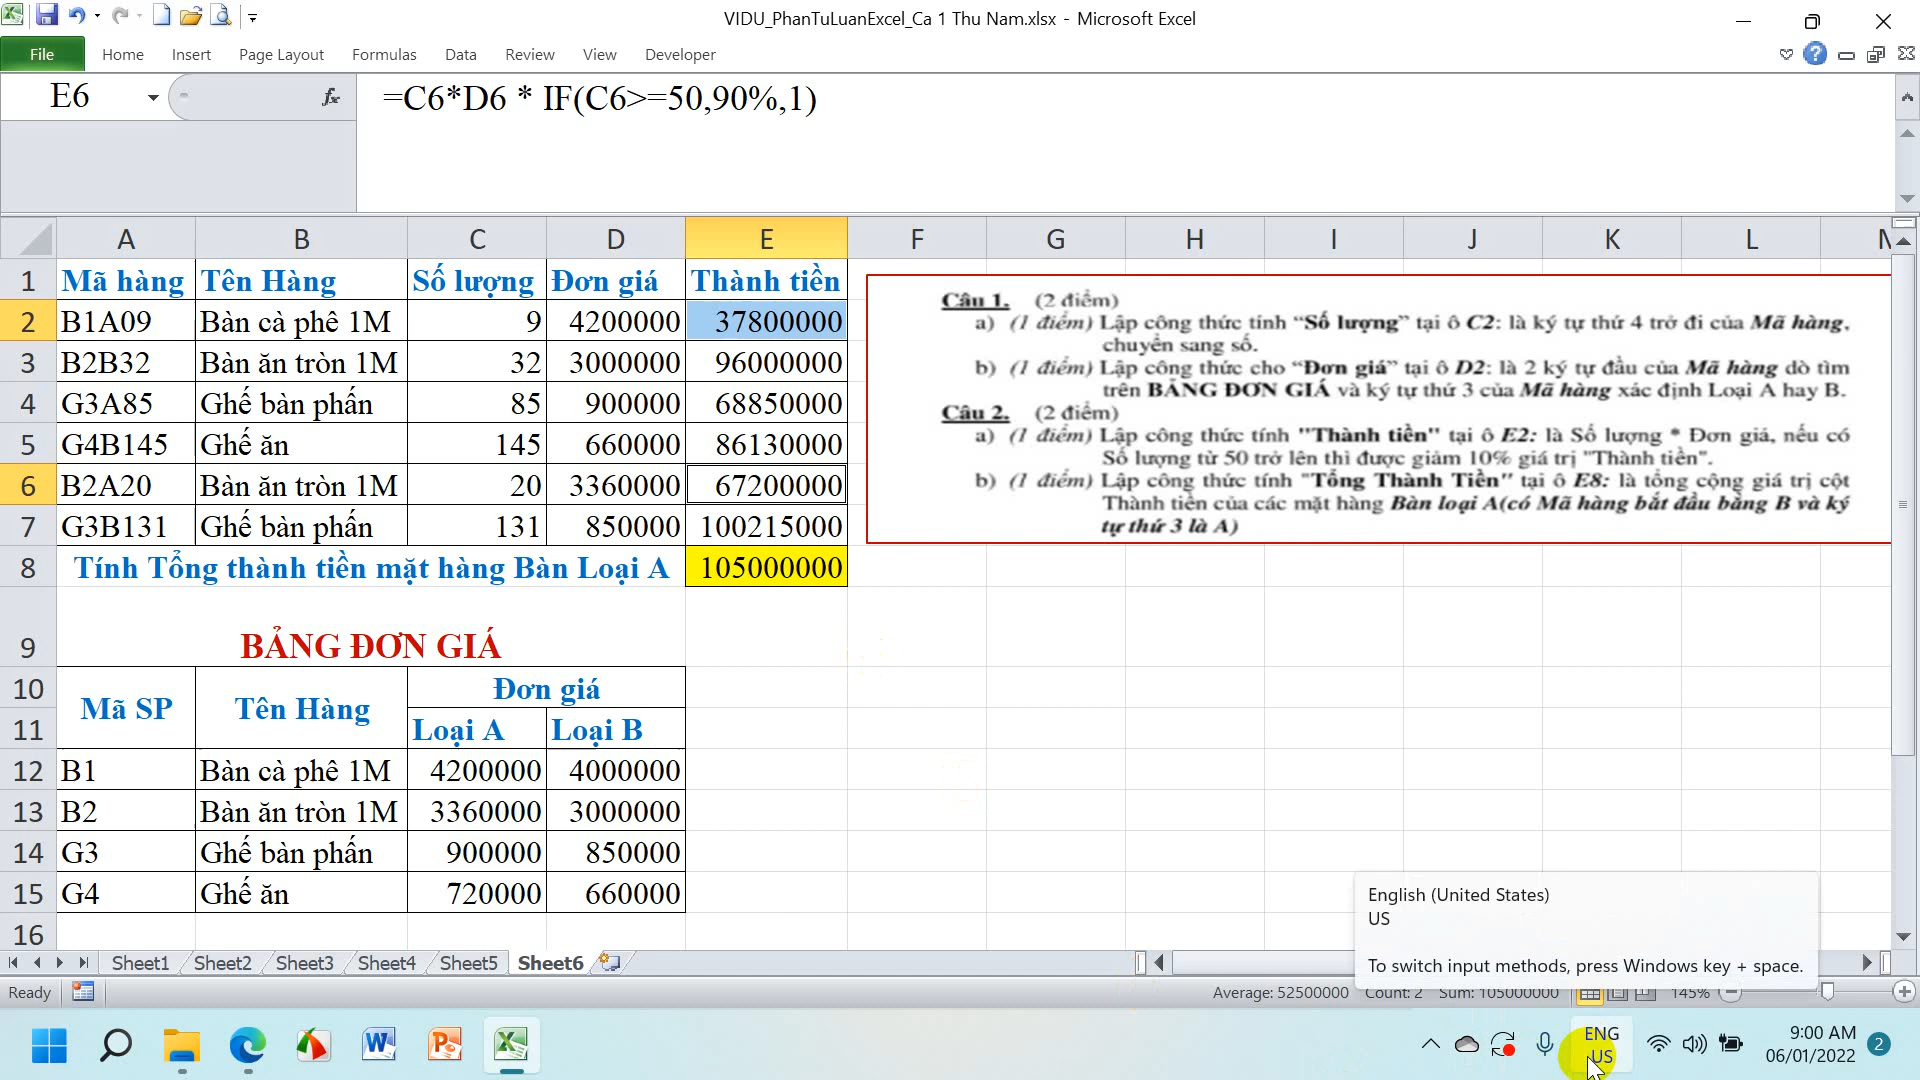 VIDU_PhanTuLuanExcel_Ca 1 Thu Nam.xlsx - Microsoft Excel
File Home Insert Page Layout Formulas Data Review View Developer
E6 fx =C6*D6 * IF(C6>=50,90%,1)
A B C D E F G H I J K L
1 Mã hàng Tên Hàng Số lượng Đơn giá Thành tiền
2 B1A09 Bàn cà phê 1M 9 4200000 37800000
3 B2B32 Bàn ăn tròn 1M 32 3000000 96000000
4 G3A85 Ghế bàn phấn 85 900000 68850000
5 G4B145 Ghế ăn 145 660000 86130000
6 B2A20 Bàn ăn tròn 1M 20 3360000 67200000
7 G3B131 Ghế bàn phấn 131 850000 100215000
8 Tính Tổng thành tiền mặt hàng Bàn Loại A 105000000
9 BẢNG ĐƠN GIÁ
10 Mã SP Tên Hàng Đơn giá
11 Loại A Loại B
12 B1 Bàn cà phê 1M 4200000 4000000
13 B2 Bàn ăn tròn 1M 3360000 3000000
14 G3 Ghế bàn phấn 900000 850000
15 G4 Ghế ăn 720000 660000
16
Câu 1. (2 điểm)
a) (1 điểm) Lập công thức tính "Số lượng" tại ô C2: là ký tự thứ 4 trở đi của Mã hàng,
chuyển sang số.
b) (1 điểm) Lập công thức cho "Đơn giá" tại ô D2: là 2 ký tự đầu của Mã hàng dò tìm
trên BẢNG ĐƠN GIÁ và ký tự thứ 3 của Mã hàng xác định Loại A hay B.
Câu 2. (2 điểm)
a) (1 điểm) Lập công thức tính "Thành tiền" tại ô E2: là Số lượng * Đơn giá, nếu có
Số lượng từ 50 trở lên thì được giảm 10% giá trị "Thành tiền".
b) (1 điểm) Lập công thức tính "Tổng Thành Tiền" tại ô E8: là tổng cộng giá trị cột
Thành tiền của các mặt hàng Bàn loại A(có Mã hàng bắt đầu bằng B và ký
tự thứ 3 là A)
English (United States)
US
To switch input methods, press Windows key + space.
Sheet1 Sheet2 Sheet3 Sheet4 Sheet5 Sheet6
Ready Average: 52500000 Count: 2 Sum: 105000000 145%
ENG 9:00 AM
US 06/01/2022 2